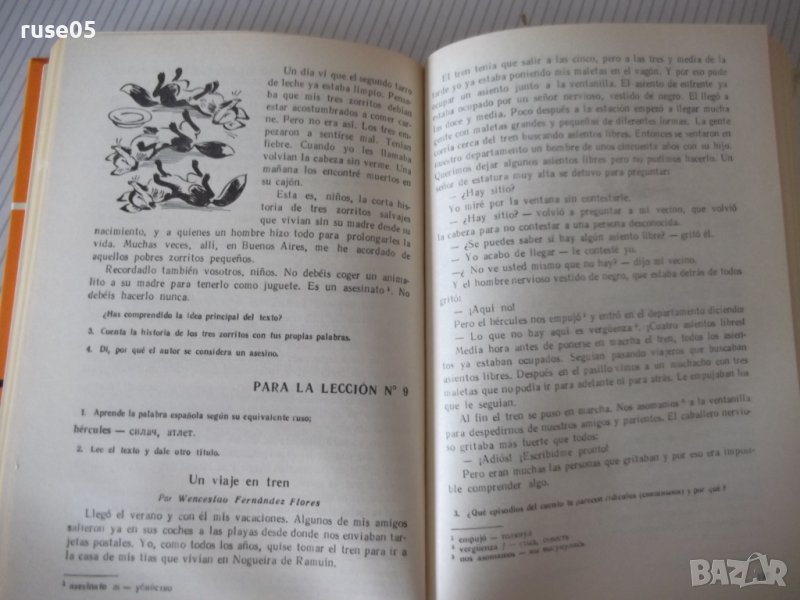 ruse05
Un día vi que el segundo tarro
de leche ya estaba limpio. Pensa-
ba que mis tres zorritos debían
estar acostumbrados a comer car-
ne. Pero no era así. Los tres em-
pezaron a sentirse mal. Tenían
fiebre. Cuando yo les llamaba
volvían la cabeza sin verme. Una
mañana los encontré muertos en
su cajón.
Esta es, niños, la corta his-
toria de tres zorritos salvajes
que vivían sin su madre desde su
nacimiento, y a quienes un hombre hizo todo para prolongarles la
vida. Muchas veces, allí, en Buenos Aires, me he acordado de
aquellos pobres zorritos pequeños.
Recordadlo también vosotros, niños. No debéis coger un anima-
lito a su madre para tenerlo como juguete. Es un asesinato¹. No
debéis hacerlo nunca.
¿Has comprendido la idea principal del texto?
3. Cuenta la historia de los tres zorritos con tus propias palabras.
4. Di, por qué el autor se considera un asesino.
PARA LA LECCIÓN N° 9
1. Aprende la palabra española según su equivalente ruso:
hércules — силач, атлет.
2. Lee el texto y dale otro título.
Un viaje en tren
Por Wenceslao Fernández Flores
Llegó el verano y con él mis vacaciones. Algunos de mis amigos
salieron ya en sus coches a las playas desde donde nos enviaban tar-
jetas postales. Yo, como todos los años, quise tomar el tren para ir a
la casa de mis tías que vivían en Nogueira de Ramuín.
¹ asesinato m — убийство
El tren tenía que salir a las cinco, pero a las tres y media de la
tarde yo ya estaba poniendo mis maletas en el vagón. Y por eso pude
ocupar un asiento junto a la ventanilla. El asiento de enfrente ya
estaba ocupado por un señor nervioso, vestido de negro. El llegó a
las doce y media. Poco después a la estación empezó a llegar mucha
gente con maletas grandes y pequeñas de diferentes formas. La gente
corría cerca del tren buscando asientos libres. Entonces se sentaron en
nuestro departamento un hombre de unos cincuenta años con su hijo.
Queríamos dejar algunos asientos libres pero no pudimos hacerlo. Un
señor de estatura muy alta se detuvo para preguntar:
— ¿Hay sitio?
Yo miré por la ventana sin contestarle.
— ¿Hay sitio? — volvió a preguntar a mi vecino, que volvió
la cabeza para no contestar a una persona desconocida.
— ¿Se puedes saber si hay algún asiento libre? — gritó él.
— Yo acabo de llegar — le contesté yo.
— ¿No ve usted mismo que no hay? — dijo mi vecino.
Y el hombre nervioso vestido de negro, que estaba detrás de todos
gritó:
— ¡Aquí no!
Pero el hércules nos empujó² y entró en el departamento diciendo:
— Lo que no hay aquí es vergüenza³. ¡Cuatro asientos libres!
Media hora antes de ponerse en marcha el tren, todos los asien-
tos ya estaban ocupados. Seguían pasando viajeros que buscaban
asientos libres. Después en el pasillo vimos a un muchacho con tres
maletas que no podía ir para adelante ni para atrás. Le empujaban los
que le seguían.
Al fin el tren se puso en marcha. Nos asomamos⁴ a la ventanilla
para despedirnos de nuestros amigos y parientes. El caballero nervio-
so gritaba más fuerte que todos:
— ¡Adiós! ¡Escribidme pronto!
Pero eran muchas las personas que gritaban y por eso era impo-
sible comprender algo.
3. ¿Qué episodios del cuento te parecen ridículos (смешными) y por qué?
empujó — толкнул
vergüenza f — стыд, совесть
nos asomamos — мы высунулись
BAZAR.bg